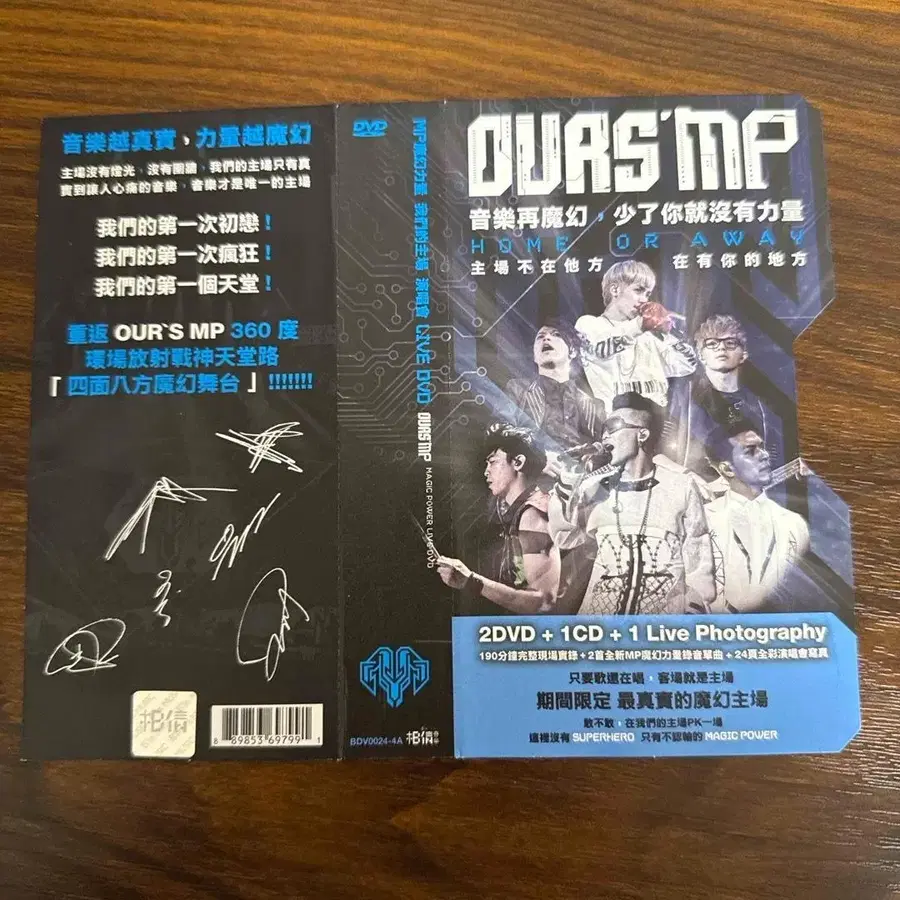 音樂越真實、力量越魔幻
主場沒有燈光，沒有圍牆，我們的主場只有真
實到讓人心痛的音樂，音樂才是唯一的主場
我們的第一次初戀！
我們的第一次瘋狂！
我們的第一個天堂！
重返 OUR`S MP 360 度
環場放射戰神天堂路
「 四面八方魔幻舞台 」!!!!!!!
相信
8 89853 69799 1
DVD
MP魔幻力量 我們的主場 演唱會 LIVE DVD OURS'MP MAGIC POWER LIVE DVD
BDV0024-4A
相信音樂
OURS'MP
音樂再魔幻，少了你就沒有力量
HOME OR AWAY
主場不在他方 在有你的地方
2DVD + 1CD + 1 Live Photography
190分鐘完整現場實錄+2首全新MP魔幻力量錄音單曲+24頁全彩演唱會寫真
只要歌還在唱，客場就是主場
期間限定 最真實的魔幻主場
敢不敢，在我們的主場PK一場
這裡沒有 SUPERHERO 只有不認輸的 MAGIC POWER